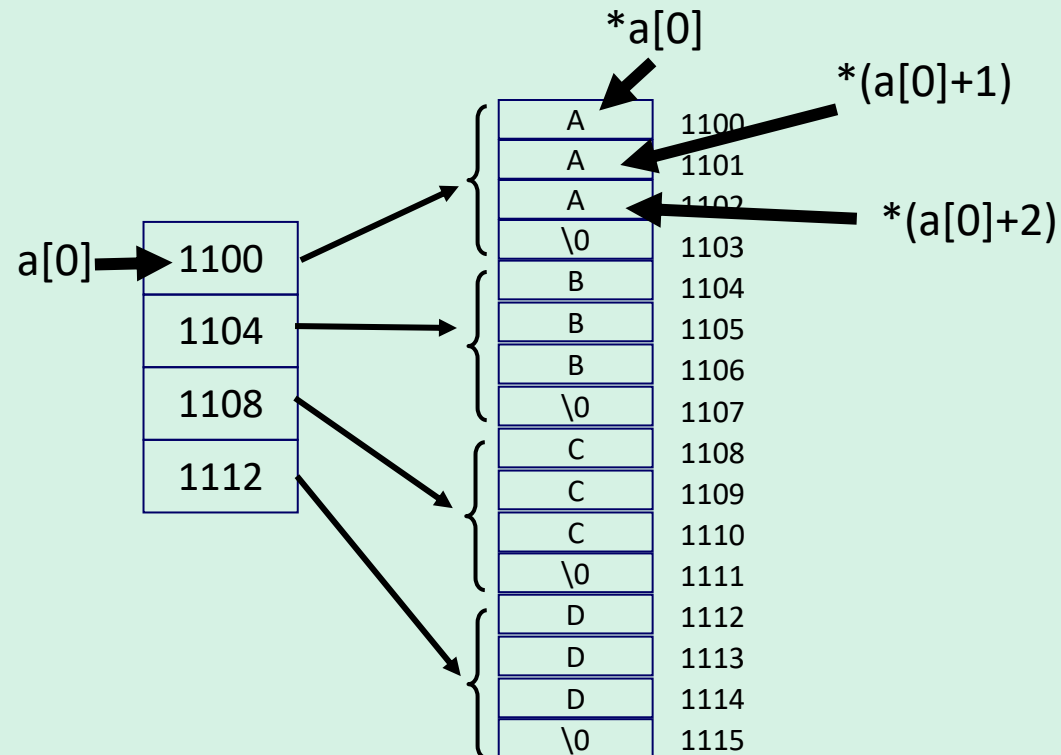 *a[0]
*(a[0]+1)
A 1100
A 1101
A 1102
*(a[0]+2)
\0 1103
a[0] 1100
B 1104
1104
B 1105
B 1106
1108
\0 1107
C 1108
1112
C 1109
C 1110
\0 1111
D 1112
D 1113
D 1114
\0 1115